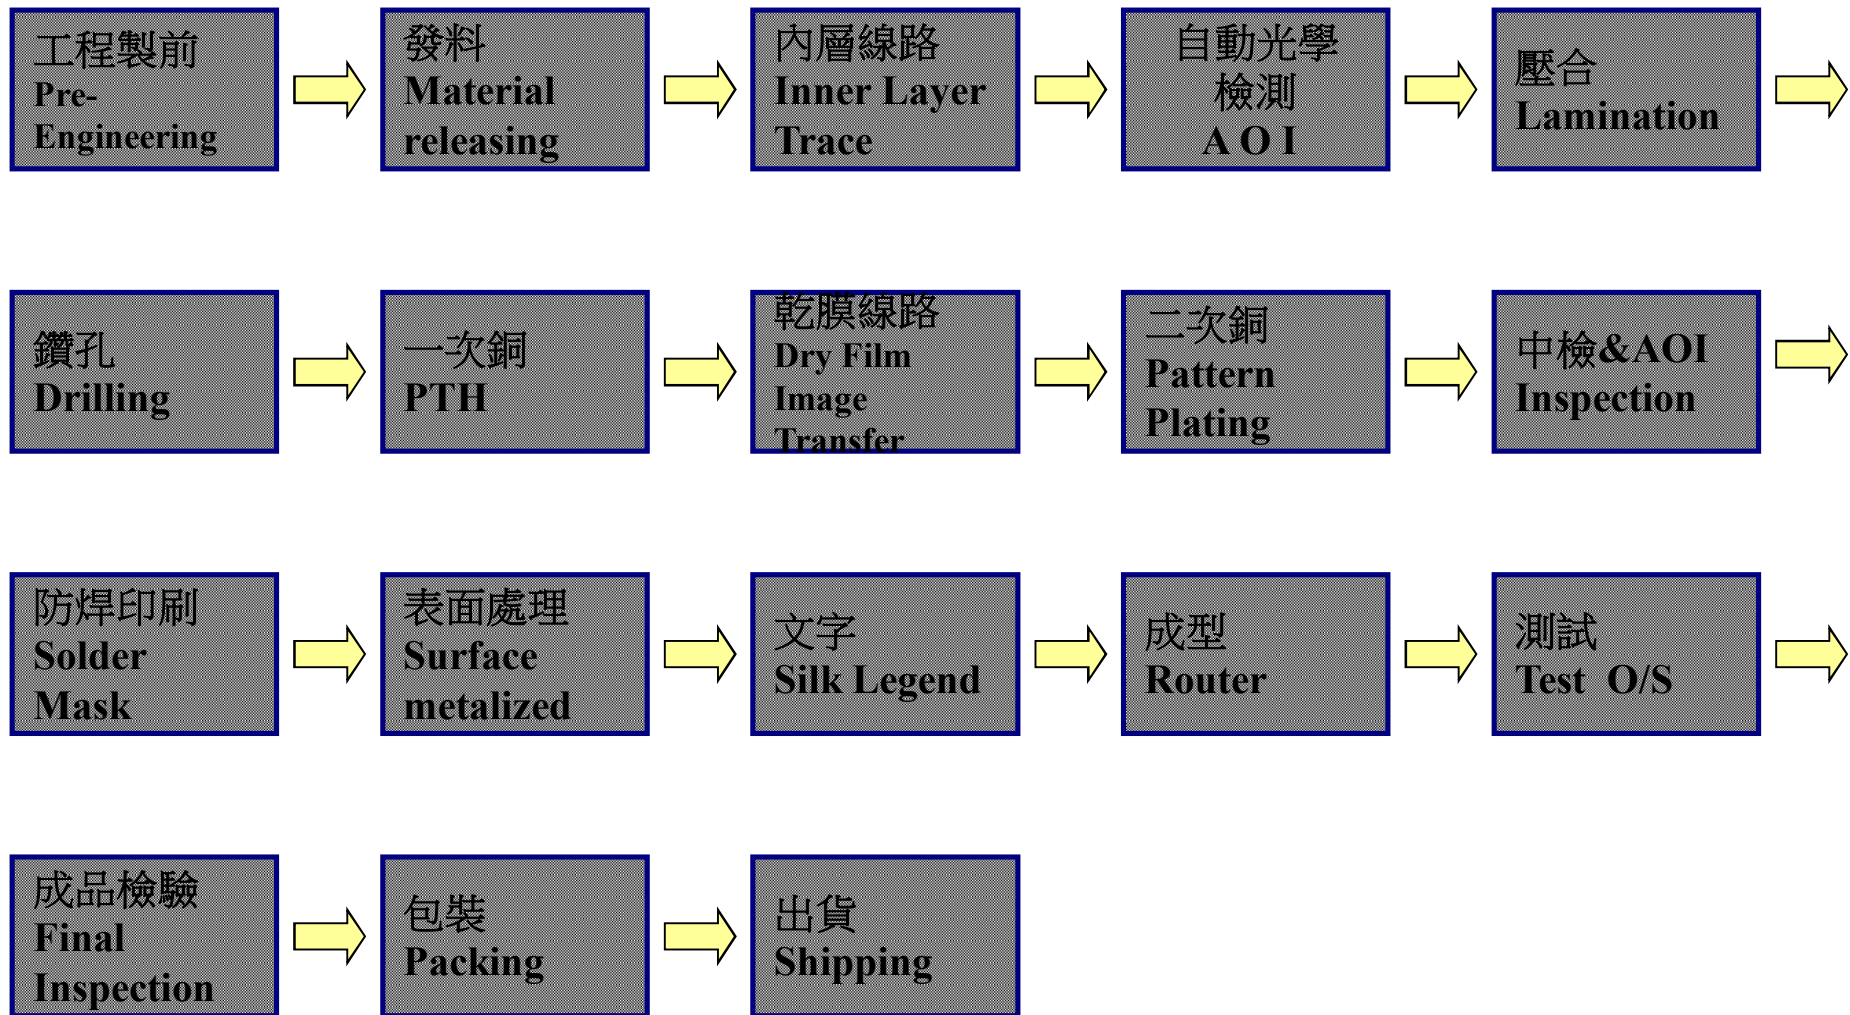 工程製前
Pre-
Engineering
發料
Material
releasing
內層線路
Inner Layer
Trace
自動光學
檢測
A O I
壓合
Lamination
鑽孔
Drilling
一次銅
PTH
乾膜線路
Dry Film
Image
Transfer
二次銅
Pattern
Plating
中檢&AOI
Inspection
防焊印刷
Solder
Mask
表面處理
Surface
metalized
文字
Silk Legend
成型
Router
測試
Test O/S
成品檢驗
Final
Inspection
包裝
Packing
出貨
Shipping